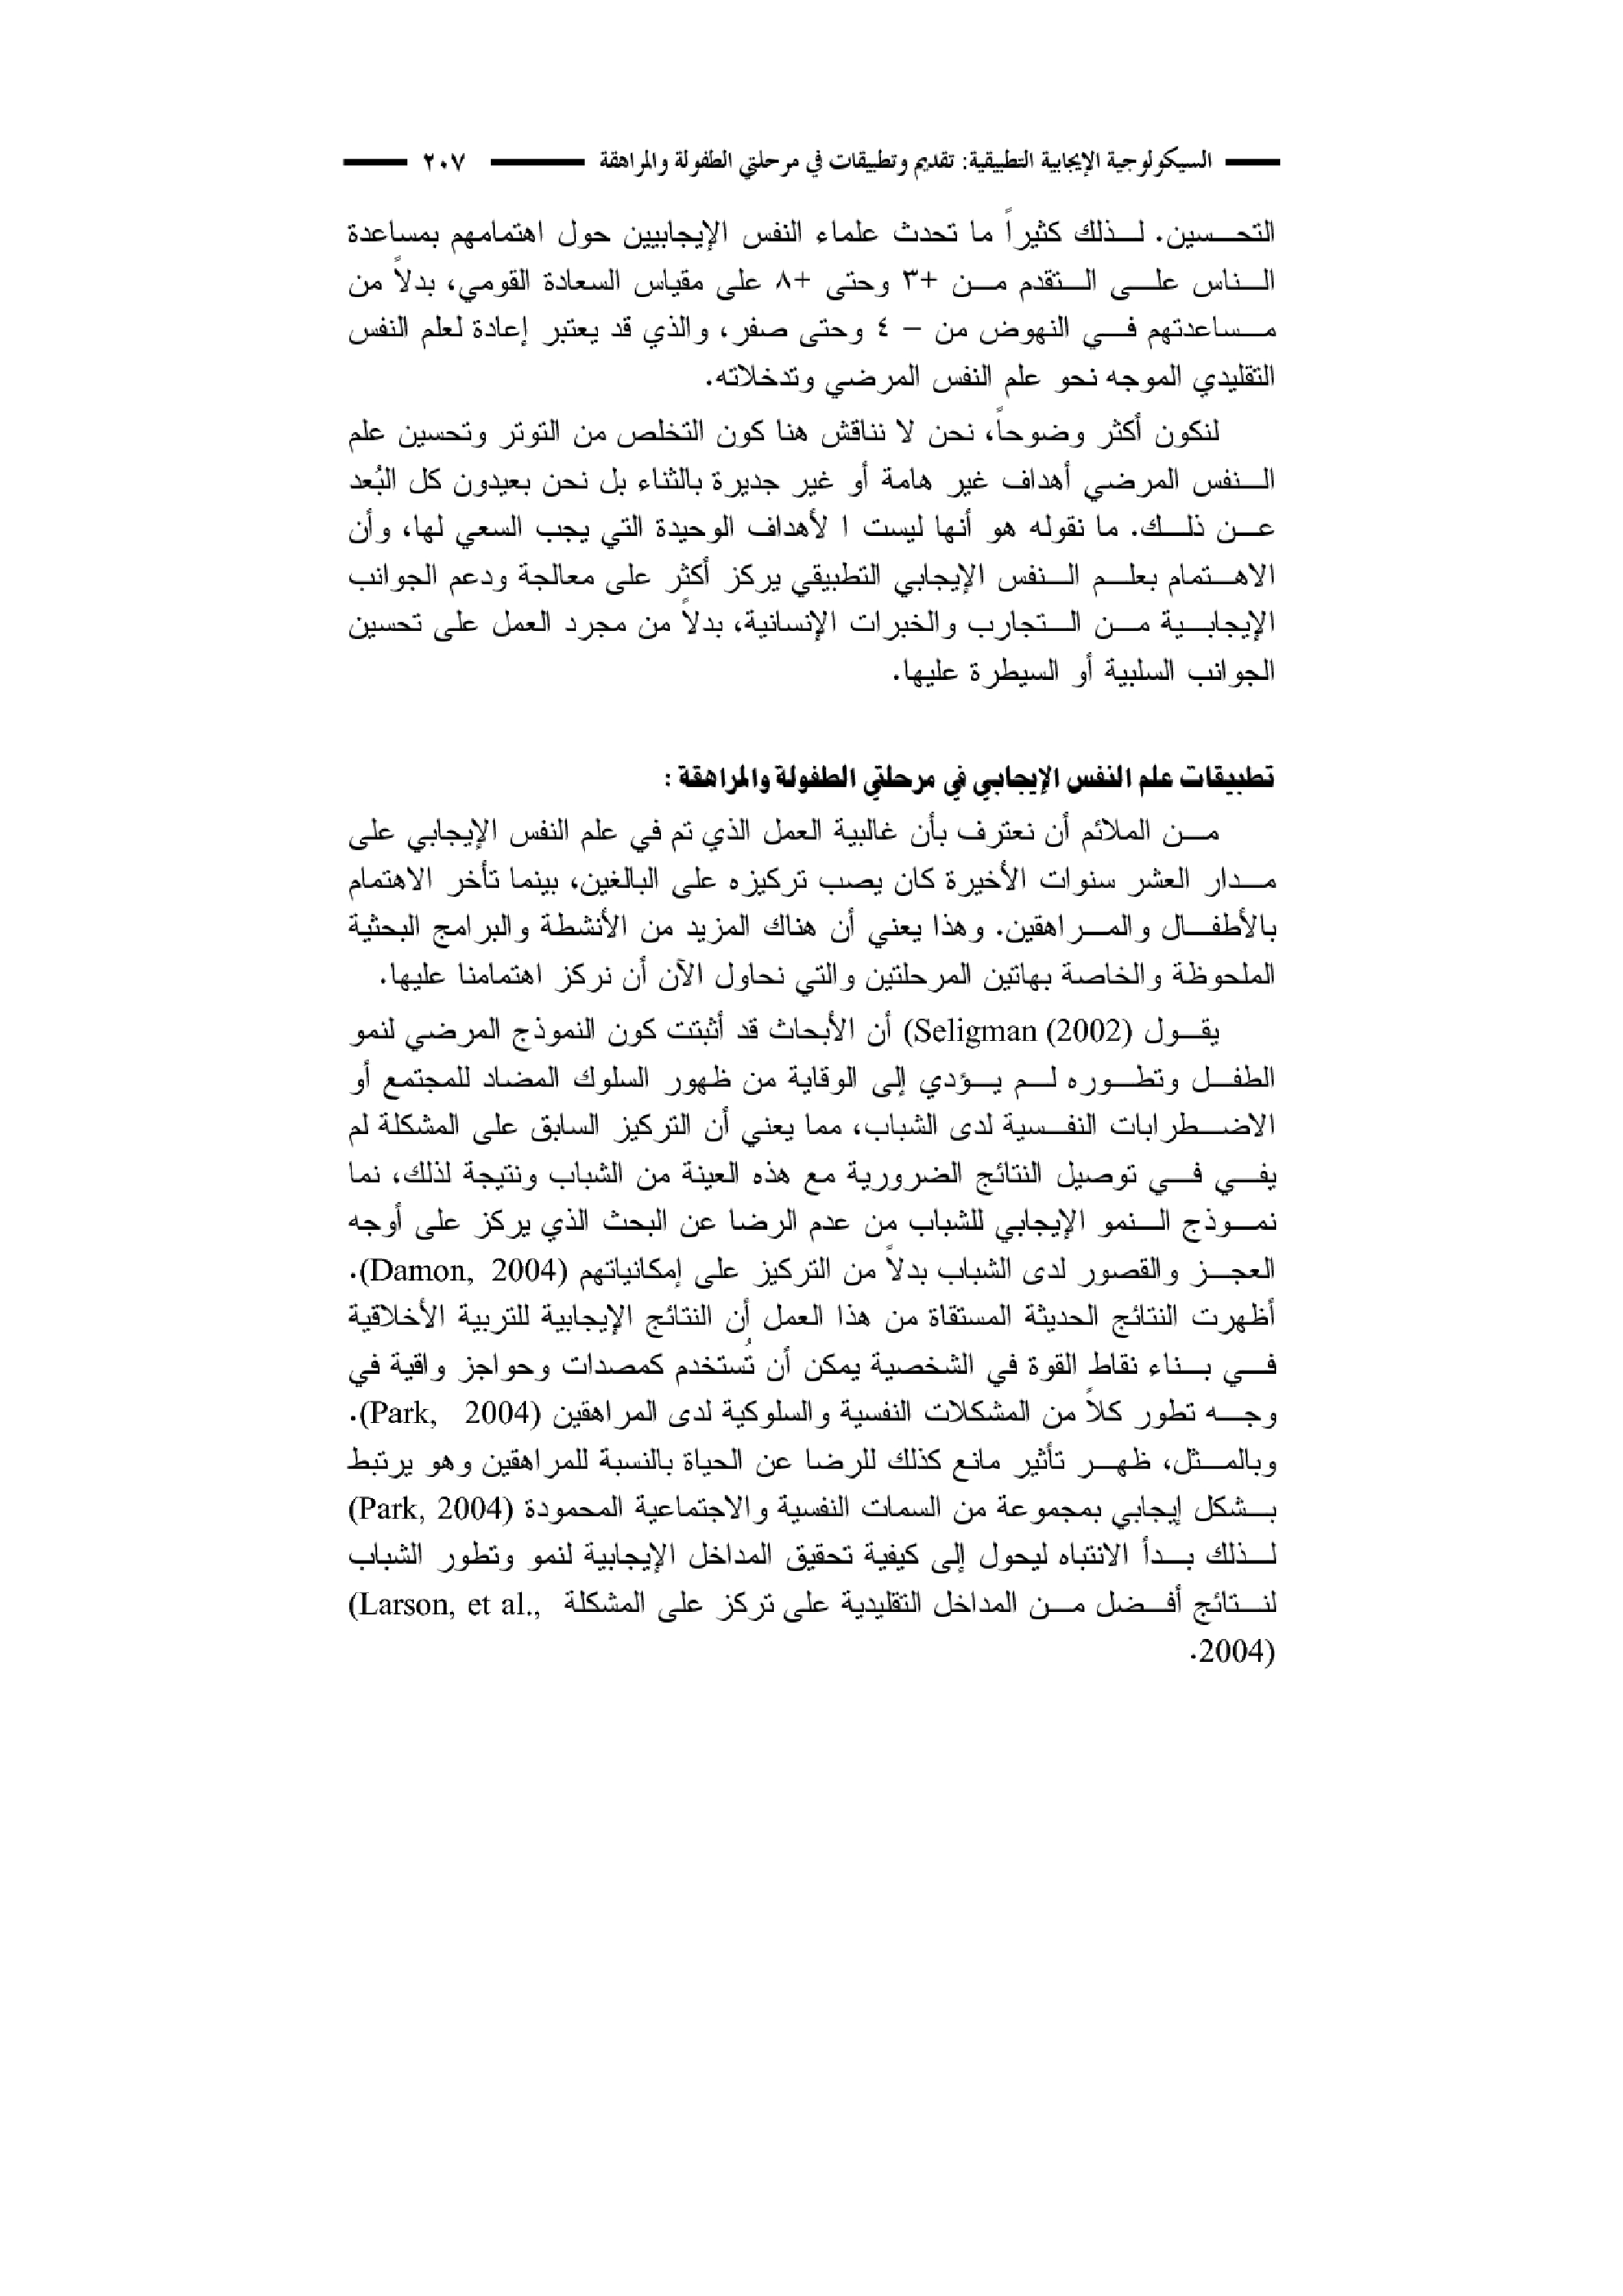 السيكولوجية الإيجابية التطبيقية: تقديم وتطبيقات في مرحلتي الطفولة والمراهقة ٢٠٧
التحسين. لذلك كثيراً ما تحدث علماء النفس الإيجابيين حول اهتمامهم بمساعدة
الناس على التقدم من +٣ وحتى +٨ على مقياس السعادة القومي، بدلاً من
مساعدتهم في النهوض من – ٤ وحتى صفر، والذي قد يعتبر إعادة لعلم النفس
التقليدي الموجه نحو علم النفس المرضي وتدخلاته.
لنكون أكثر وضوحاً، نحن لا نناقش هنا كون التخلص من التوتر وتحسين علم
النفس المرضي أهداف غير هامة أو غير جديرة بالثناء بل نحن بعيدون كل البُعد
عن ذلك. ما نقوله هو أنها ليست ا لأهداف الوحيدة التي يجب السعي لها، وأن
الاهتمام بعلم النفس الإيجابي التطبيقي يركز أكثر على معالجة ودعم الجوانب
الإيجابية من التجارب والخبرات الإنسانية، بدلاً من مجرد العمل على تحسين
الجوانب السلبية أو السيطرة عليها.
تطبيقات علم النفس الإيجابي في مرحلتي الطفولة والمراهقة :
من الملائم أن نعترف بأن غالبية العمل الذي تم في علم النفس الإيجابي على
مدار العشر سنوات الأخيرة كان يصب تركيزه على البالغين، بينما تأخر الاهتمام
بالأطفال والمراهقين. وهذا يعني أن هناك المزيد من الأنشطة والبرامج البحثية
الملحوظة والخاصة بهاتين المرحلتين والتي نحاول الآن أن نركز اهتمامنا عليها.
يقول (Seligman (2002) أن الأبحاث قد أثبتت كون النموذج المرضي لنمو
الطفل وتطوره لم يؤدي إلى الوقاية من ظهور السلوك المضاد للمجتمع أو
الاضطرابات النفسية لدى الشباب، مما يعني أن التركيز السابق على المشكلة لم
يفي في توصيل النتائج الضرورية مع هذه العينة من الشباب ونتيجة لذلك، نما
نموذج النمو الإيجابي للشباب من عدم الرضا عن البحث الذي يركز على أوجه
العجز والقصور لدى الشباب بدلاً من التركيز على إمكانياتهم (Damon, 2004).
أظهرت النتائج الحديثة المستقاة من هذا العمل أن النتائج الإيجابية للتربية الأخلاقية
في بناء نقاط القوة في الشخصية يمكن أن تُستخدم كمصدات وحواجز واقية في
وجه تطور كلاً من المشكلات النفسية والسلوكية لدى المراهقين (Park, 2004).
وبالمثل، ظهر تأثير مانع كذلك للرضا عن الحياة بالنسبة للمراهقين وهو يرتبط
بشكل إيجابي بمجموعة من السمات النفسية والاجتماعية المحمودة (Park, 2004)
لذلك بدأ الانتباه ليحول إلى كيفية تحقيق المداخل الإيجابية لنمو وتطور الشباب
لنتائج أفضل من المداخل التقليدية على تركز على المشكلة (Larson, et al.,
2004).